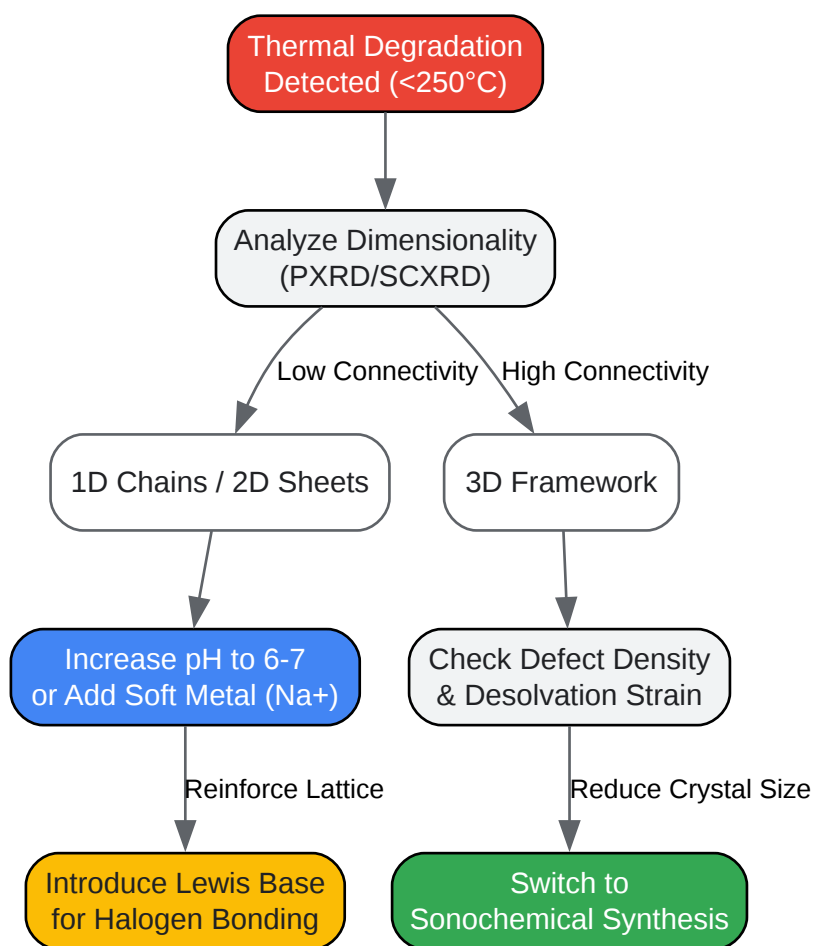 Thermal Degradation
Detected (<250°C)
Analyze Dimensionality
(PXRD/SCXRD)
Low Connectivity
High Connectivity
1D Chains / 2D Sheets
3D Framework
Increase pH to 6-7
or Add Soft Metal (Na+)
Check Defect Density
& Desolvation Strain
Reinforce Lattice
Reduce Crystal Size
Introduce Lewis Base
for Halogen Bonding
Switch to
Sonochemical Synthesis